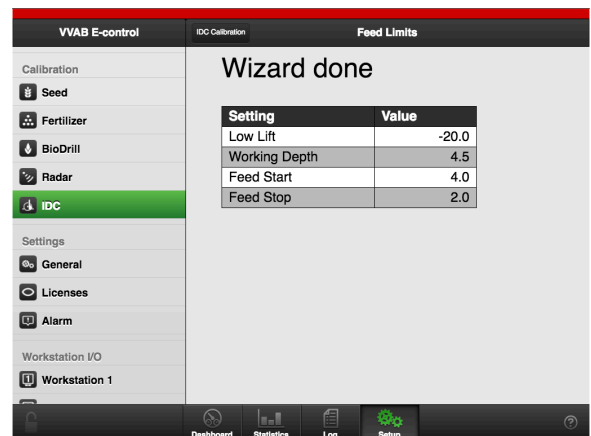 VVAB E-control
IDC Calibration
Feed Limits
Calibration
Seed
Fertilizer
BioDrill
Radar
IDC
Settings
General
Licenses
Alarm
Workstation I/O
1 Workstation 1
Wizard done
Setting Value
Low Lift -20.0
Working Depth 4.5
Feed Start 4.0
Feed Stop 2.0
Dashboard Statistics Log Setup
?